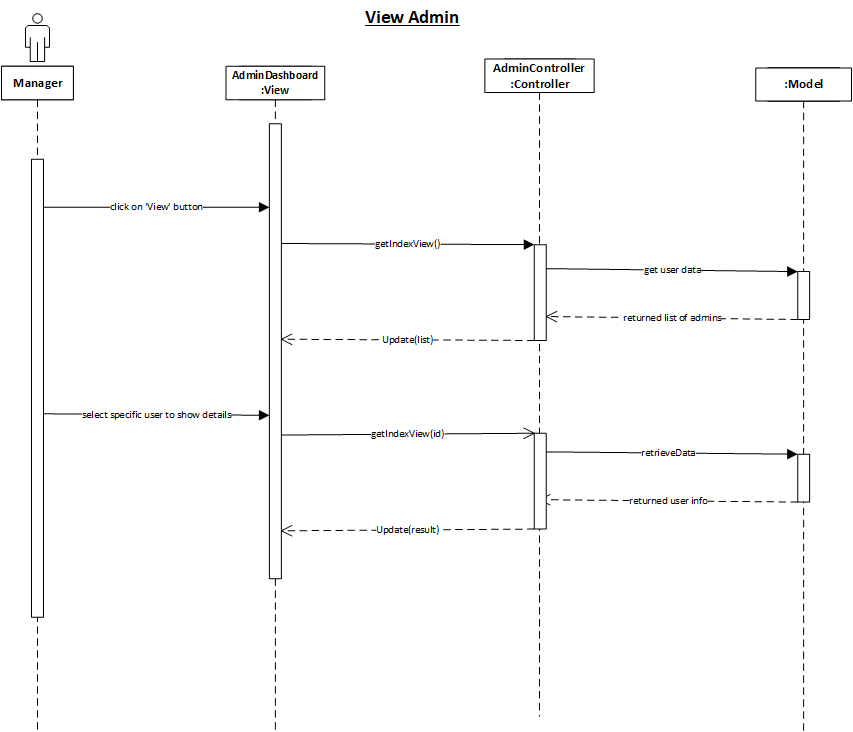 View Admin
Manager
AdminDashboard
:View
AdminController
:Controller
:Model
click on 'View' button
getIndexView()
get user data
returned list of admins
Update(list)
select specific user to show details
getIndexView(id)
retrieveData
returned user info
Update(result)